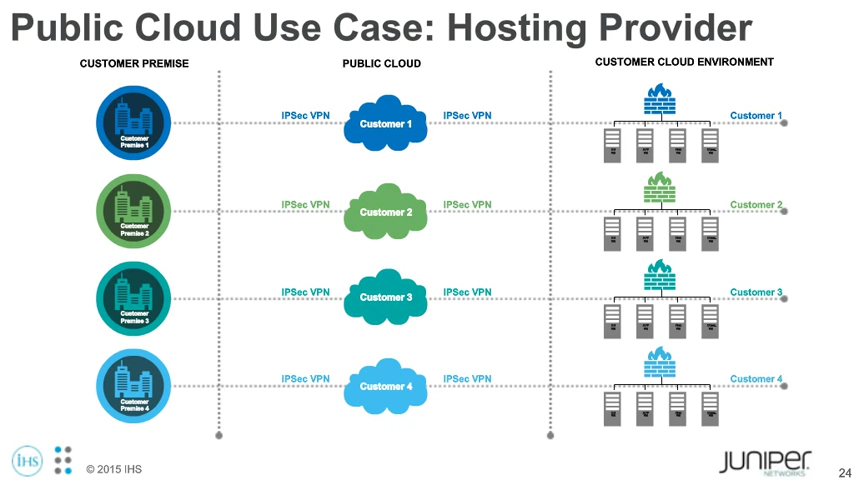 Public Cloud Use Case: Hosting Provider
CUSTOMER PREMISE
PUBLIC CLOUD
CUSTOMER CLOUD ENVIRONMENT
Customer
Premise 1
IPSec VPN
Customer 1
IPSec VPN
Customer 1
Customer
Premise 2
IPSec VPN
Customer 2
IPSec VPN
Customer 2
Customer
Premise 3
IPSec VPN
Customer 3
IPSec VPN
Customer 3
Customer
Premise 4
IPSec VPN
Customer 4
IPSec VPN
Customer 4
IHS
© 2015 IHS
JUNIPER
NETWORKS
24